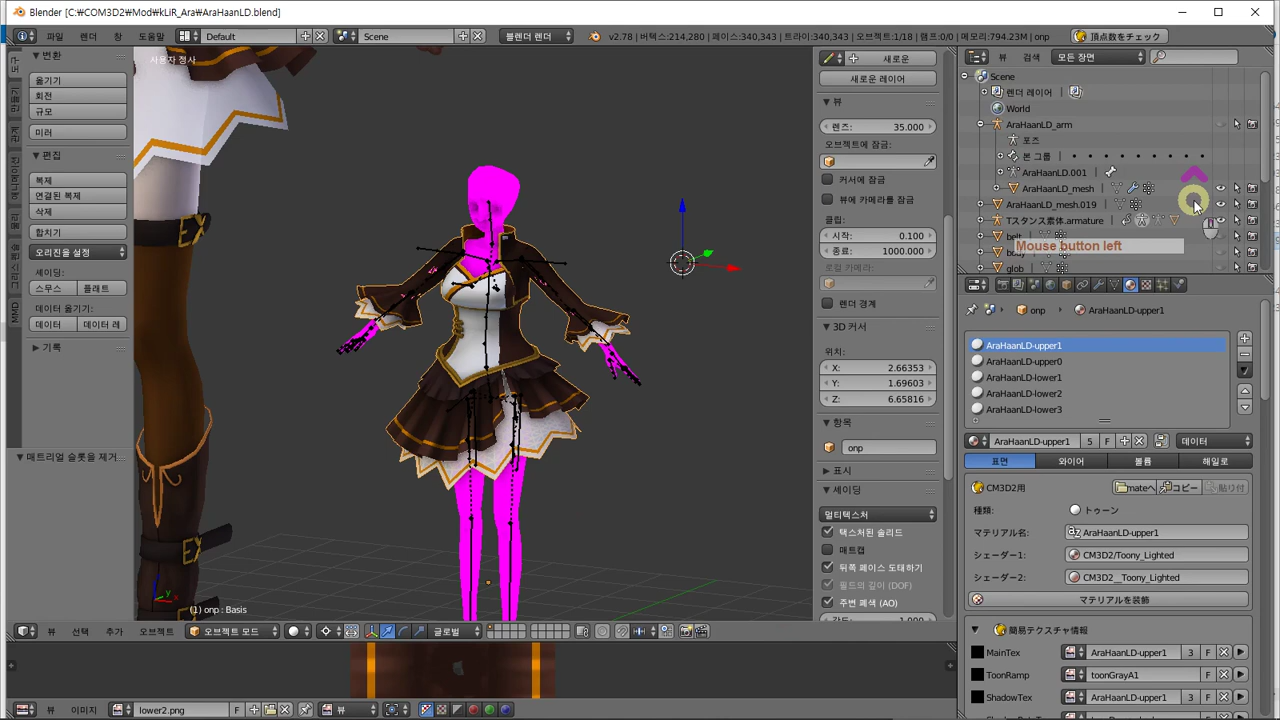 Blender [C:\COM3D2\Mod\kLiR_Ara\AraHaanLD.blend]
파일 렌더 창 도움말 Default Scene 블렌더 렌더 v2.78 | 버텍스:214,280 | 페이스:340,343 | 트라이:340,343 | 오브젝트:1/18 | 램프:0/0 | 메모리:794.23M | onp 頂点数をチェック
변환
옮기기
회전
규모
미러
편집
복제
연결된 복제
삭제
합치기
오리진을 설정
셰이딩:
스무스 플래트
데이터 옮기기:
데이터 데이터 레
기록
매트리얼 슬롯을 제거
애니메이션
MMD
사용자 정사
(1) onp : Basis
뷰 선택 추가 오브젝트 오브젝트 모드 글로벌
새로운
새로운 레이어
뷰
렌즈: 35.000
오브젝트에 잠금:
커서에 잠금
뷰에 카메라를 잠금
클립:
시작: 0.100
종료: 1000.000
로컬 카메라:
렌더 경계
3D 커서
위치:
X: 2.66353
Y: 1.69603
Z: 6.65816
항목
onp
표시
셰이딩
멀티텍스처
텍스처된 솔리드
매트캡
뒤쪽 페이스 도태하기
필드의 깊이 (DOF)
주변 폐색 (AO)
1.000
뷰 검색 모든 장면
Scene
렌더 레이어
World
AraHaanLD_arm
포즈
본 그룹
AraHaanLD.001
AraHaanLD_mesh
AraHaanLD_mesh.019
Tスタンス素体.armature
belt
Mouse button left
body
glob
onp AraHaanLD-upper1
AraHaanLD-upper1
AraHaanLD-upper0
AraHaanLD-lower1
AraHaanLD-lower2
AraHaanLD-lower3
AraHaanLD-upper1 5 F 데이터
표면 와이어 볼륨 해일로
CM3D2用 mateへ コピー 貼り付
種類: トゥーン
マテリアル名: AraHaanLD-upper1
シェーダー1: CM3D2/Toony_Lighted
シェーダー2: CM3D2__Toony_Lighted
マテリアルを装飾
簡易テクスチャ情報
MainTex AraHaanLD-upper1 3 F
ToonRamp toonGrayA1 F
ShadowTex AraHaanLD-upper1 3 F
뷰 이미지 lower2.png F 뷰